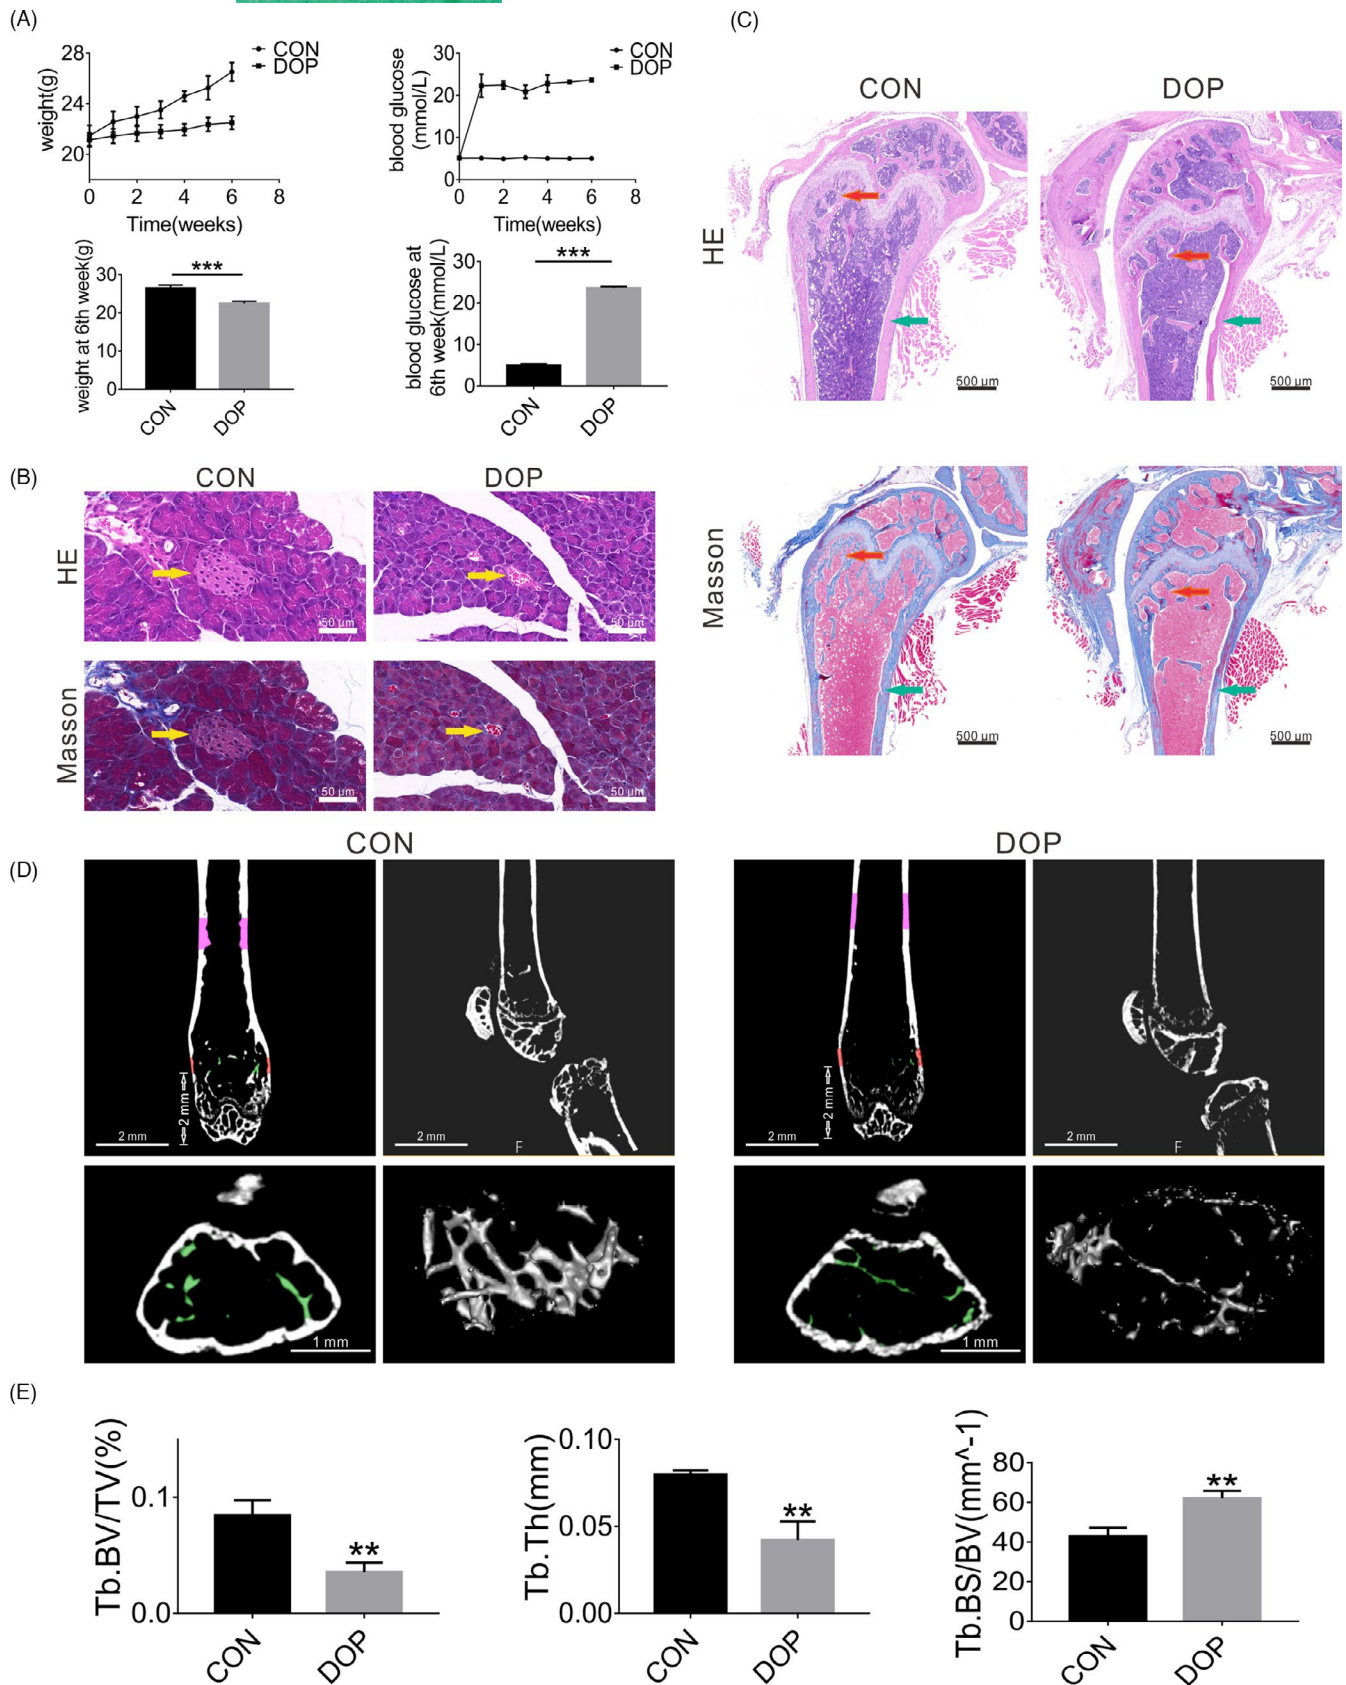 (A)
28
24
20
weight(g)
0
2
4
6
8
Time(weeks)
CON
DOP
30
20
10
0
blood glucose
(mmol/L)
0
2
4
6
8
Time(weeks)
CON
DOP
30
20
10
0
weight at 6th week(g)
***
CON
DOP
30
20
10
0
blood glucose at
6th week(mmol/L)
***
CON
DOP
(B)
CON
DOP
HE
50 µm
50 µm
Masson
50 µm
50 µm
(C)
CON
DOP
HE
500 µm
500 µm
Masson
500 µm
500 µm
(D)
CON
DOP
2 mm
2 mm
2 mm
F
2 mm
2 mm
2 mm
F
1 mm
1 mm
(E)
Tb.BV/TV(%)
0.1
0.0
**
CON
DOP
Tb.Th(mm)
0.10
0.05
0.00
**
CON
DOP
Tb.BS/BV(mm^-1)
80
60
40
20
0
**
CON
DOP